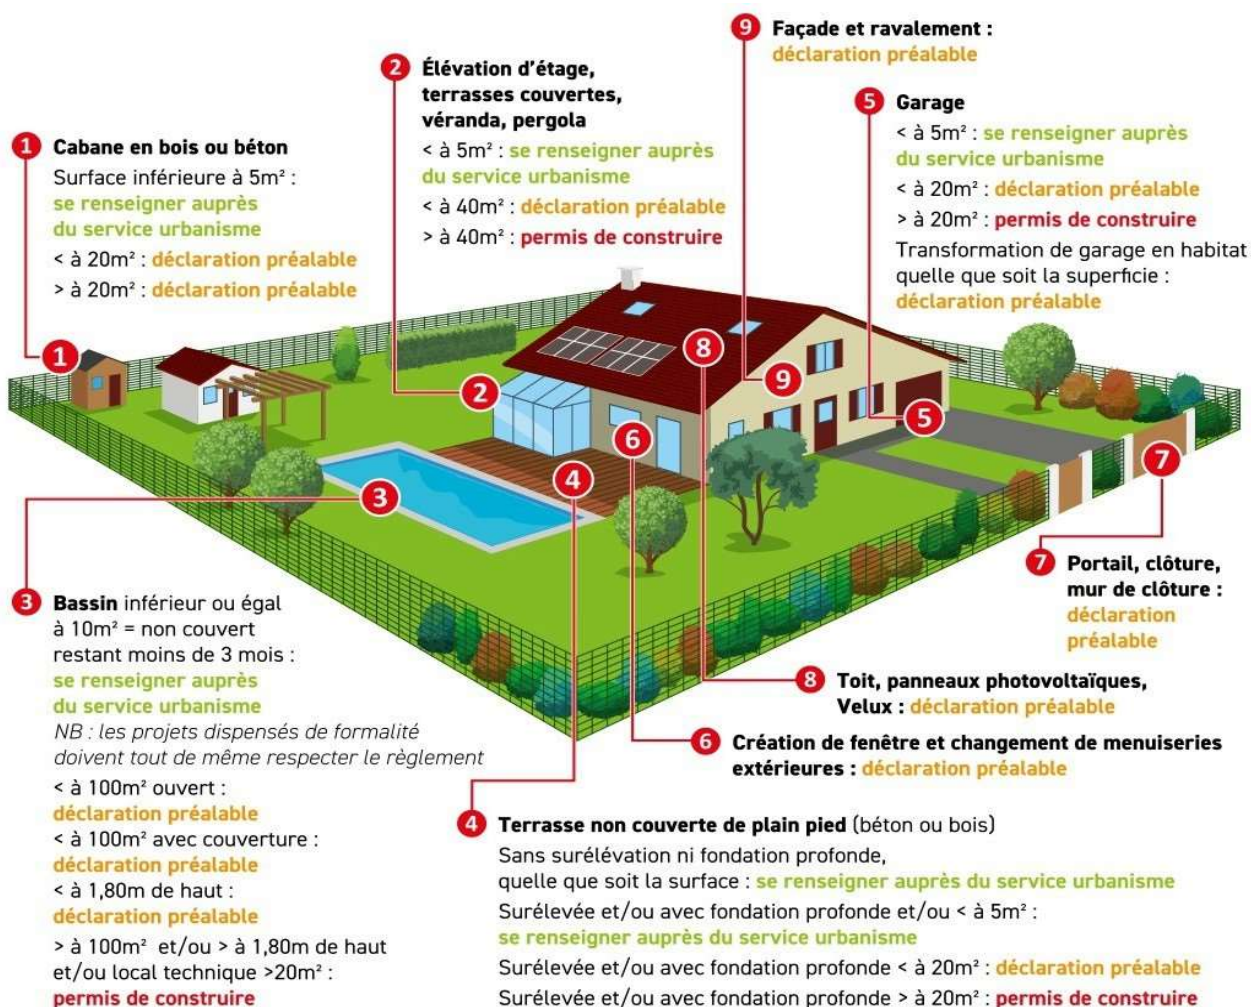 1 Cabane en bois ou béton
Surface inférieure à 5m² :
se renseigner auprès
du service urbanisme
< à 20m² : déclaration préalable
> à 20m² : déclaration préalable
2 Élévation d'étage,
terrasses couvertes,
véranda, pergola
< à 5m² : se renseigner auprès
du service urbanisme
< à 40m² : déclaration préalable
> à 40m² : permis de construire
9 Façade et ravalement :
déclaration préalable
5 Garage
< à 5m² : se renseigner auprès
du service urbanisme
< à 20m² : déclaration préalable
> à 20m² : permis de construire
Transformation de garage en habitat
quelle que soit la superficie :
déclaration préalable
1
2
3
4
6
8
9
5
7
3 Bassin inférieur ou égal
à 10m² = non couvert
restant moins de 3 mois :
se renseigner auprès
du service urbanisme
NB : les projets dispensés de formalité
doivent tout de même respecter le règlement
< à 100m² ouvert :
déclaration préalable
< à 100m² avec couverture :
déclaration préalable
< à 1,80m de haut :
déclaration préalable
> à 100m² et/ou > à 1,80m de haut
et/ou local technique >20m² :
permis de construire
7 Portail, clôture,
mur de clôture :
déclaration
préalable
8 Toit, panneaux photovoltaïques,
Velux : déclaration préalable
6 Création de fenêtre et changement de menuiseries
extérieures : déclaration préalable
4 Terrasse non couverte de plain pied (béton ou bois)
Sans surélévation ni fondation profonde,
quelle que soit la surface : se renseigner auprès du service urbanisme
Surélevée et/ou avec fondation profonde et/ou < à 5m² :
se renseigner auprès du service urbanisme
Surélevée et/ou avec fondation profonde < à 20m² : déclaration préalable
Surélevée et/ou avec fondation profonde > à 20m² : permis de construire